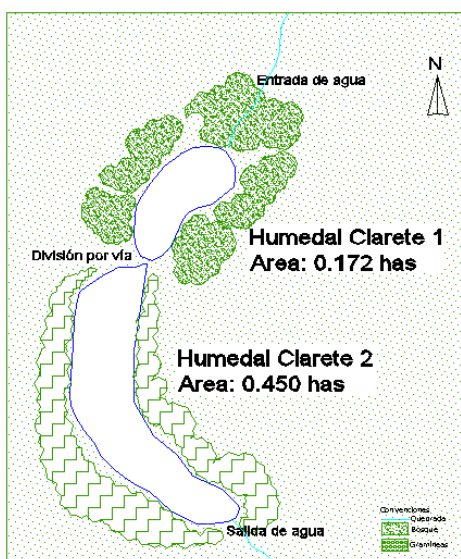 Entrada de agua
N
Humedal Clarete 1
Area: 0.172 has
División por vía
Humedal Clarete 2
Area: 0.450 has
Salida de agua
Convenciones
Quebrada
Bosque
Gramineas